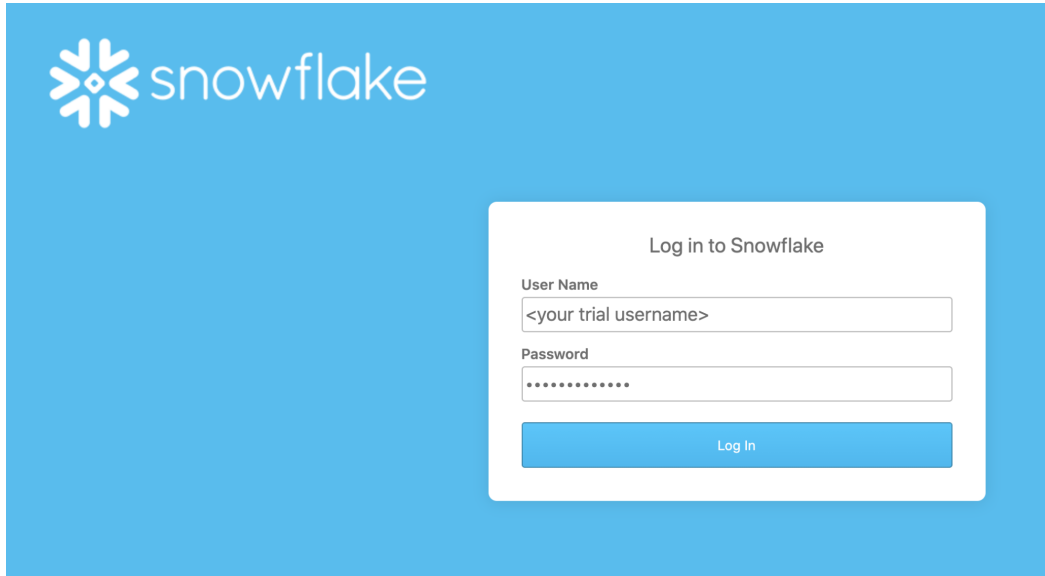 snowflake
Log in to Snowflake
User Name
<your trial username>
Password
•••••••••••••
Log In